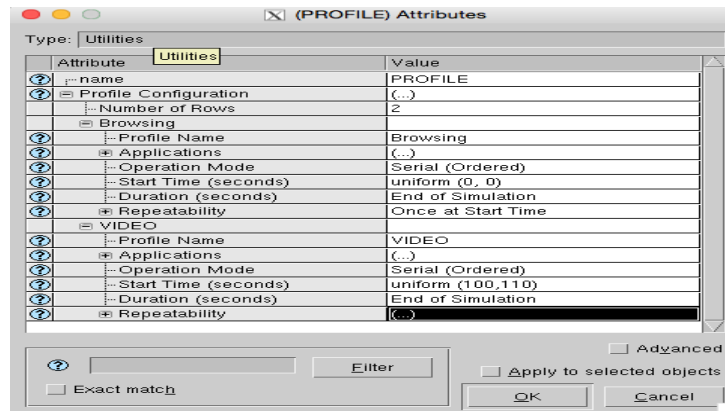 (PROFILE) Attributes
Type: Utilities
Utilities
Attribute Value
name PROFILE
Profile Configuration (...)
Number of Rows 2
Browsing
Profile Name Browsing
Applications (...)
Operation Mode Serial (Ordered)
Start Time (seconds) uniform (0, 0)
Duration (seconds) End of Simulation
Repeatability Once at Start Time
VIDEO
Profile Name VIDEO
Applications (...)
Operation Mode Serial (Ordered)
Start Time (seconds) uniform (100,110)
Duration (seconds) End of Simulation
Repeatability (...)
Advanced
Filter
Apply to selected objects
Exact match
OK Cancel